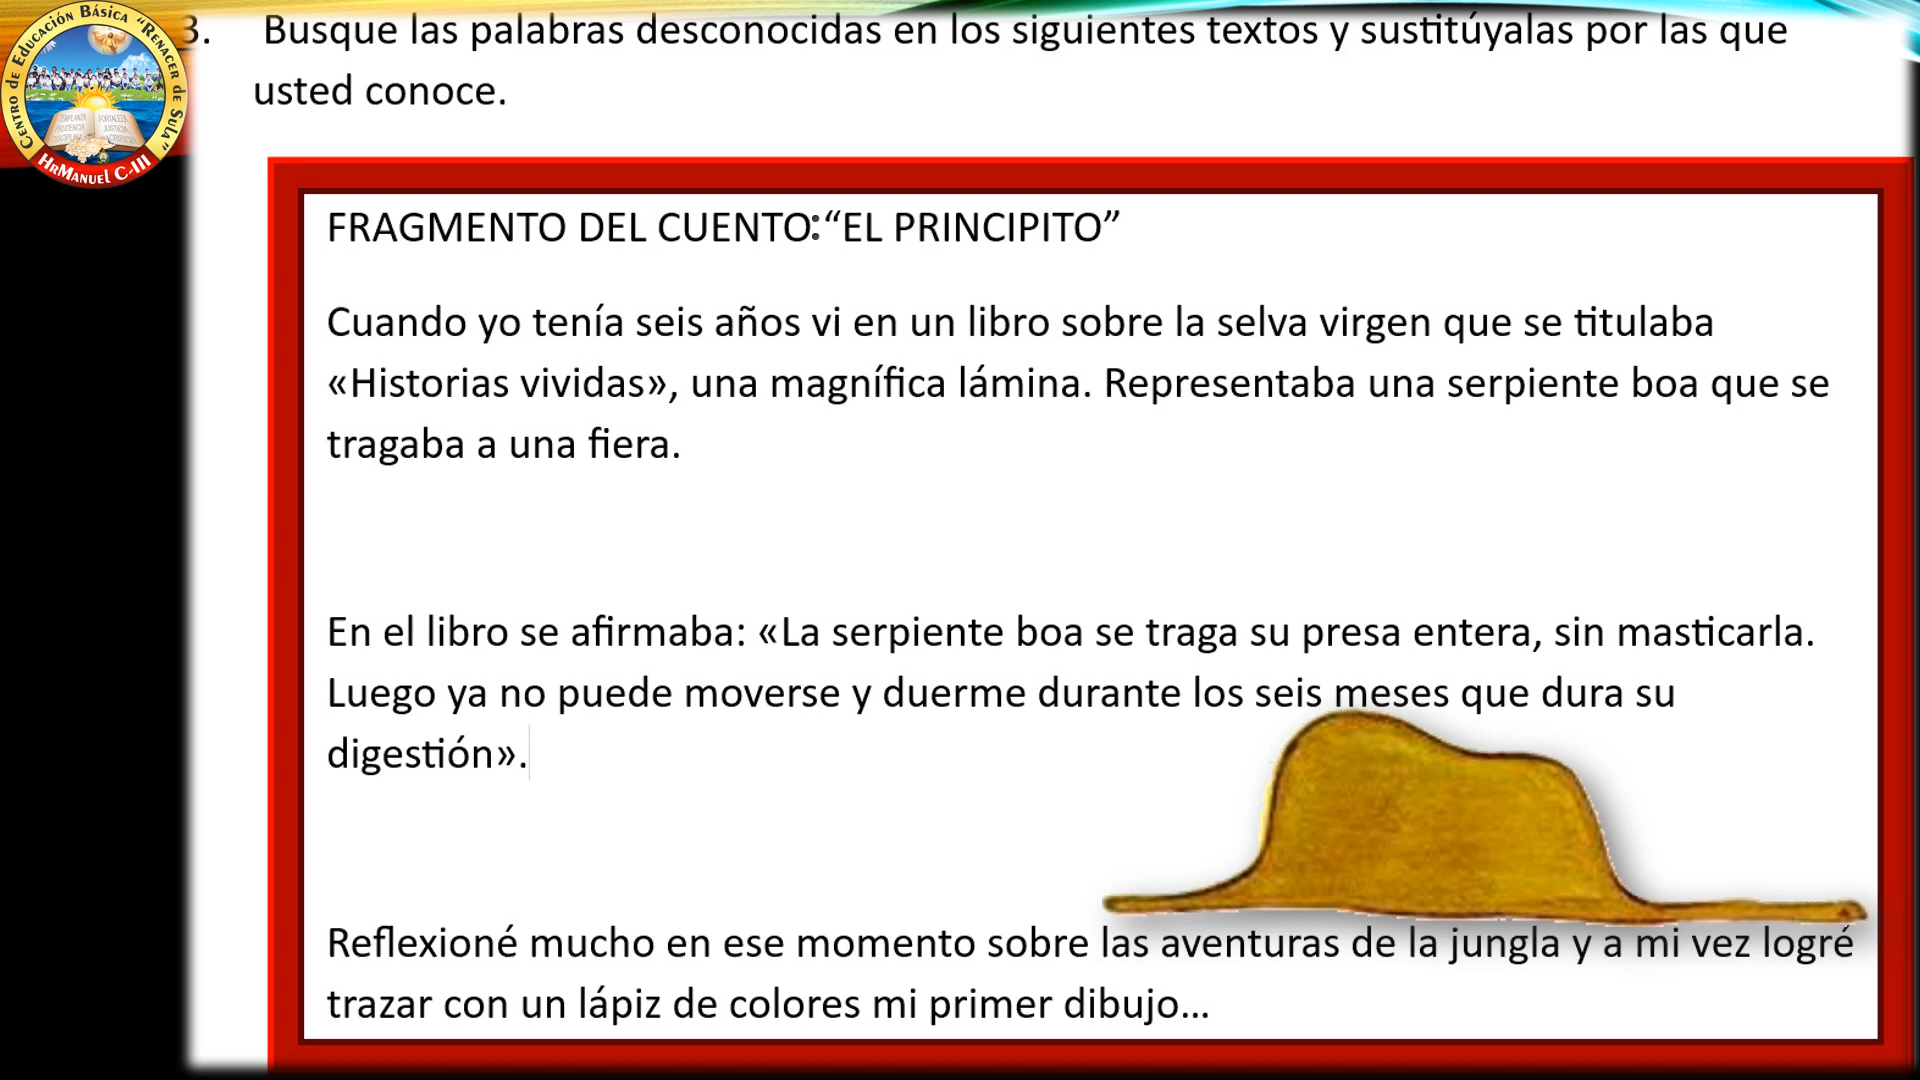 CENTRO de EDUCACIÓN BÁSICA “RENACER DE SULA”
HRMANUEL C-III
3. Busque las palabras desconocidas en los siguientes textos y sustitúyalas por las que
usted conoce.
FRAGMENTO DEL CUENTO:“EL PRINCIPITO”
Cuando yo tenía seis años vi en un libro sobre la selva virgen que se titulaba
«Historias vividas», una magnífica lámina. Representaba una serpiente boa que se
tragaba a una fiera.
En el libro se afirmaba: «La serpiente boa se traga su presa entera, sin masticarla.
Luego ya no puede moverse y duerme durante los seis meses que dura su
digestión».
Reflexioné mucho en ese momento sobre las aventuras de la jungla y a mi vez logré
trazar con un lápiz de colores mi primer dibujo...